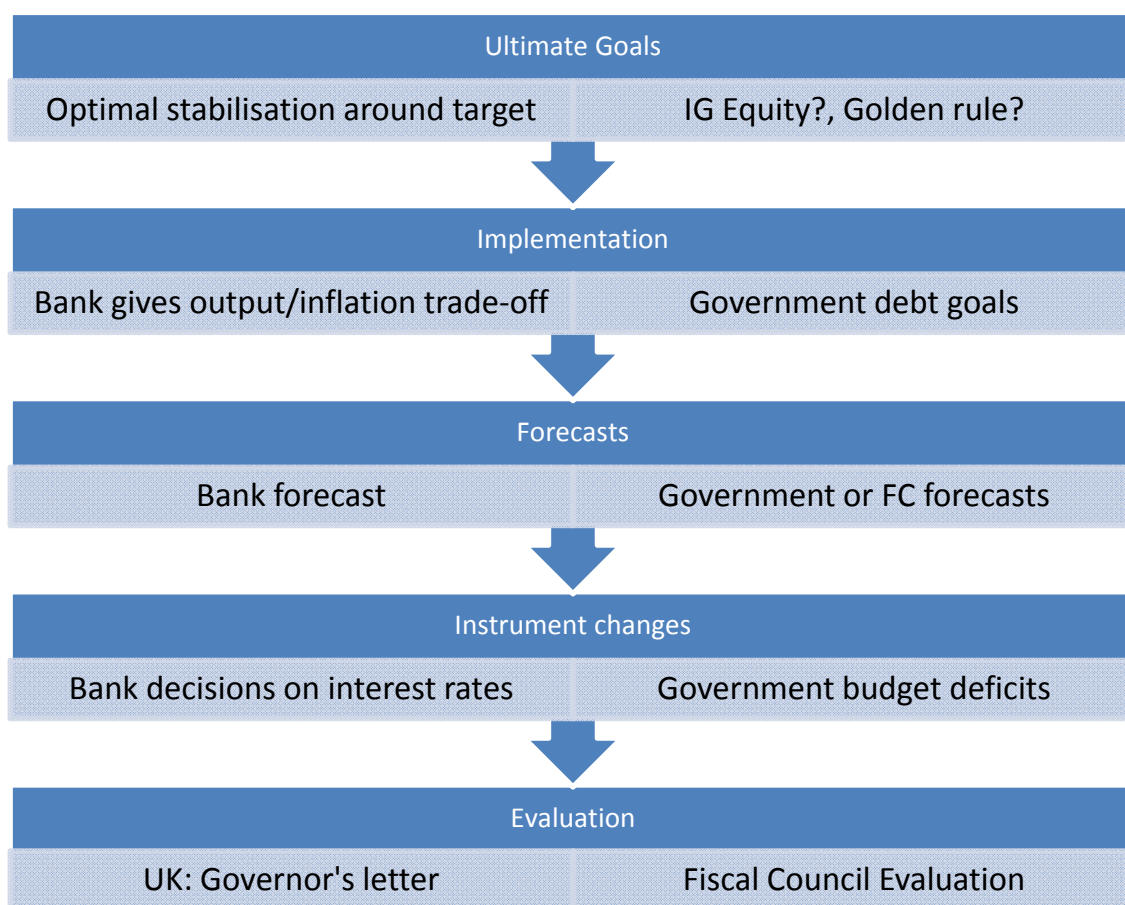 Ultimate Goals
Optimal stabilisation around target
IG Equity?, Golden rule?
Implementation
Bank gives output/inflation trade-off
Government debt goals
Forecasts
Bank forecast
Government or FC forecasts
Instrument changes
Bank decisions on interest rates
Government budget deficits
Evaluation
UK: Governor's letter
Fiscal Council Evaluation